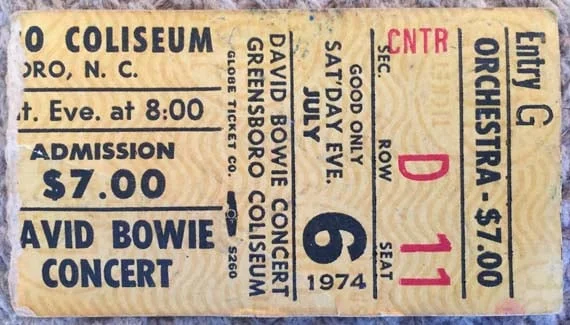 O COLISEUM
ORO, N. C.
t. Eve. at 8:00
ADMISSION
$7.00
AVID BOWIE
CONCERT
GLOBE TICKET CO. 5260
GREENSBORO COLISEUM
DAVID BOWIE CONCERT
GOOD ONLY
SAT'DAY EVE.
JULY
6
1974
SEC. ROW SEAT
CNTR D 11
ORCHESTRA - $7.00
Entry G